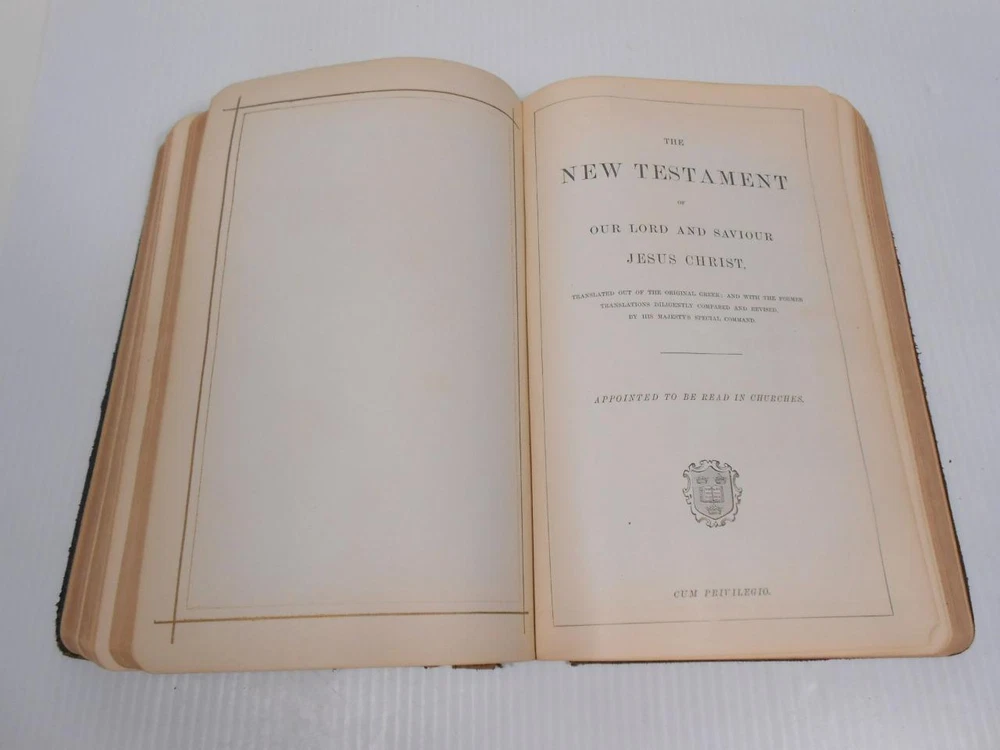 THE
NEW TESTAMENT
OF
OUR LORD AND SAVIOUR
JESUS CHRIST,
TRANSLATED OUT OF THE ORIGINAL GREEK; AND WITH THE FORMER
TRANSLATIONS DILIGENTLY COMPARED AND REVISED,
BY HIS MAJESTY'S SPECIAL COMMAND.
APPOINTED TO BE READ IN CHURCHES.
CUM PRIVILEGIO.